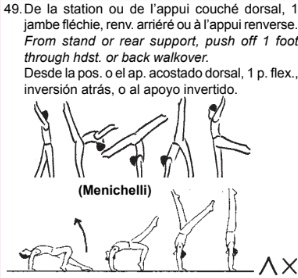 49.De la station ou de l'appui couché dorsal, 1
jambe fléchie, renv. arriéré ou à l'appui renverse.
From stand or rear support, push off 1 foot
through hdst. or back walkover.
Desde la pos. o el ap. acostado dorsal, 1 p. flex.,
inversión atrás, o al apoyo invertido.
(Menichelli)